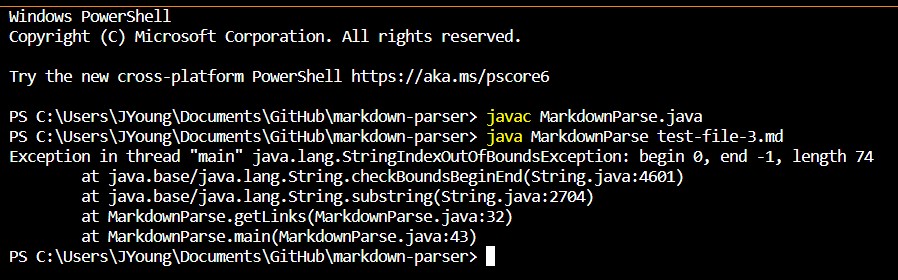 Windows PowerShell
Copyright (C) Microsoft Corporation. All rights reserved.
Try the new cross-platform PowerShell https://aka.ms/pscore6
PS C:\Users\JYoung\Documents\GitHub\markdown-parser> javac MarkdownParse.java
PS C:\Users\JYoung\Documents\GitHub\markdown-parser> java MarkdownParse test-file-3.md
Exception in thread "main" java.lang.StringIndexOutOfBoundsException: begin 0, end -1, length 74
        at java.base/java.lang.String.checkBoundsBeginEnd(String.java:4601)
        at java.base/java.lang.String.substring(String.java:2704)
        at MarkdownParse.getLinks(MarkdownParse.java:32)
        at MarkdownParse.main(MarkdownParse.java:43)
PS C:\Users\JYoung\Documents\GitHub\markdown-parser>